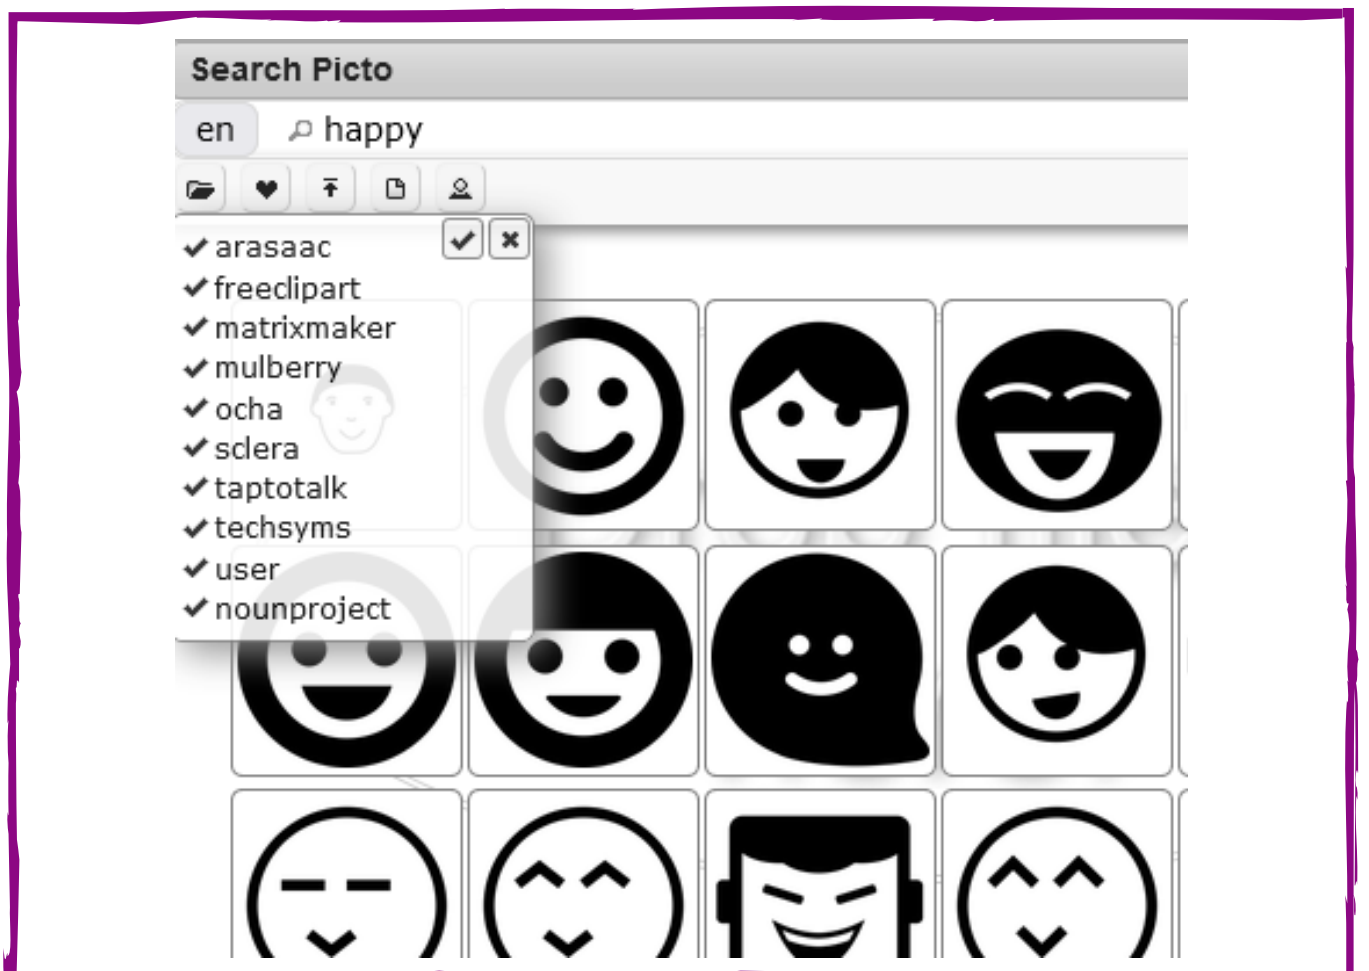 Search Picto
en happy
arasaac
freeclipart
matrixmaker
mulberry
ocha
sclera
taptotalk
techsyms
user
nounproject